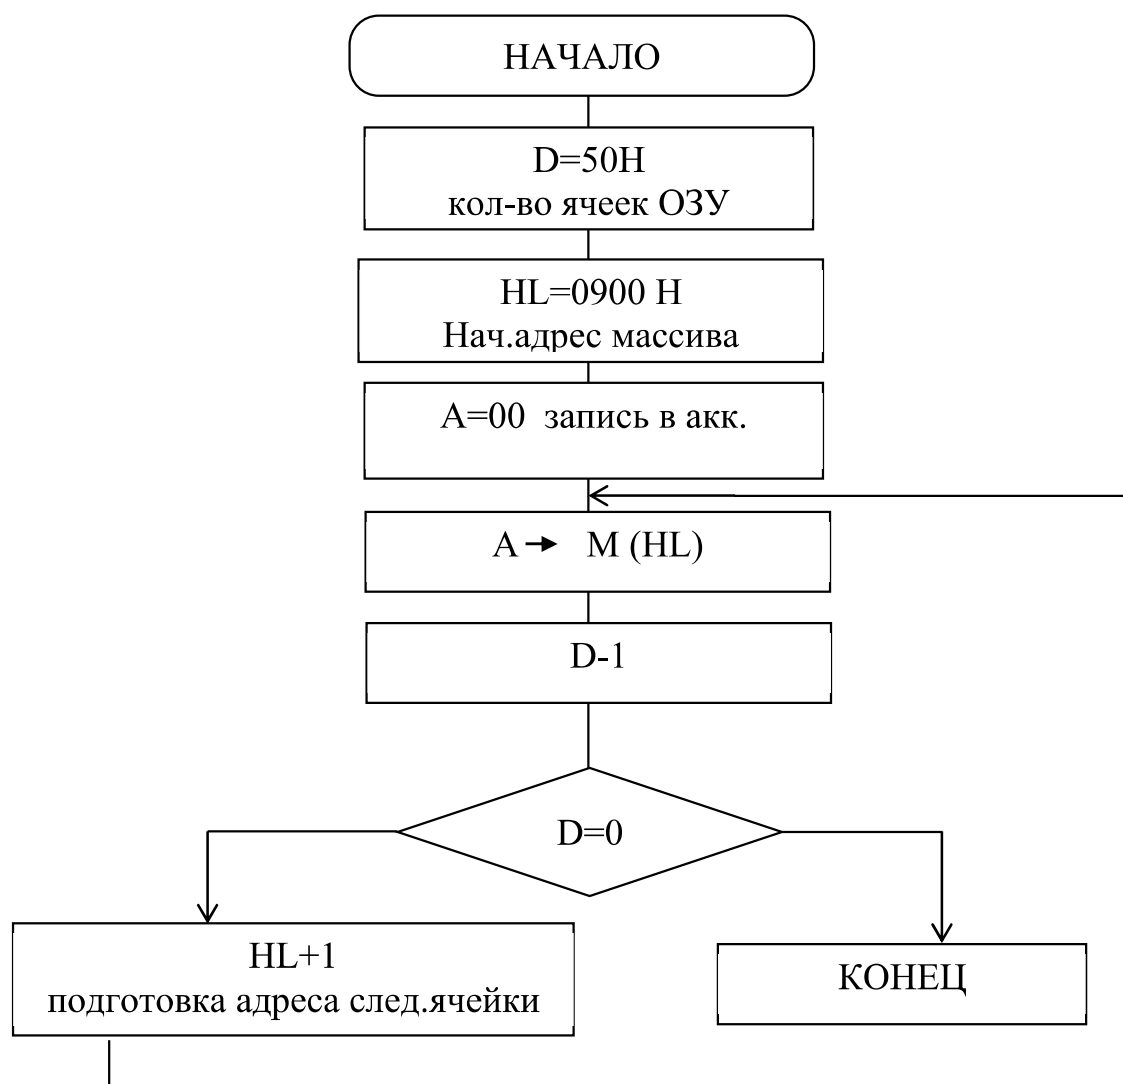 НАЧАЛО
D=50H
кол-во ячеек ОЗУ
HL=0900 H
Нач.адрес массива
A=00 запись в акк.
A → M (HL)
D-1
D=0
HL+1
подготовка адреса след.ячейки
КОНЕЦ